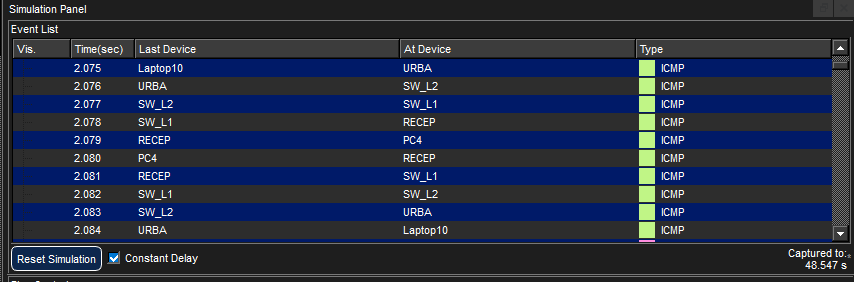 Simulation Panel
Event List
Vis. Time(sec) Last Device At Device Type
2.075 Laptop10 URBA ICMP
2.076 URBA SW_L2 ICMP
2.077 SW_L2 SW_L1 ICMP
2.078 SW_L1 RECEP ICMP
2.079 RECEP PC4 ICMP
2.080 PC4 RECEP ICMP
2.081 RECEP SW_L1 ICMP
2.082 SW_L1 SW_L2 ICMP
2.083 SW_L2 URBA ICMP
2.084 URBA Laptop10 ICMP
Reset Simulation Constant Delay Captured to:
48.547 s